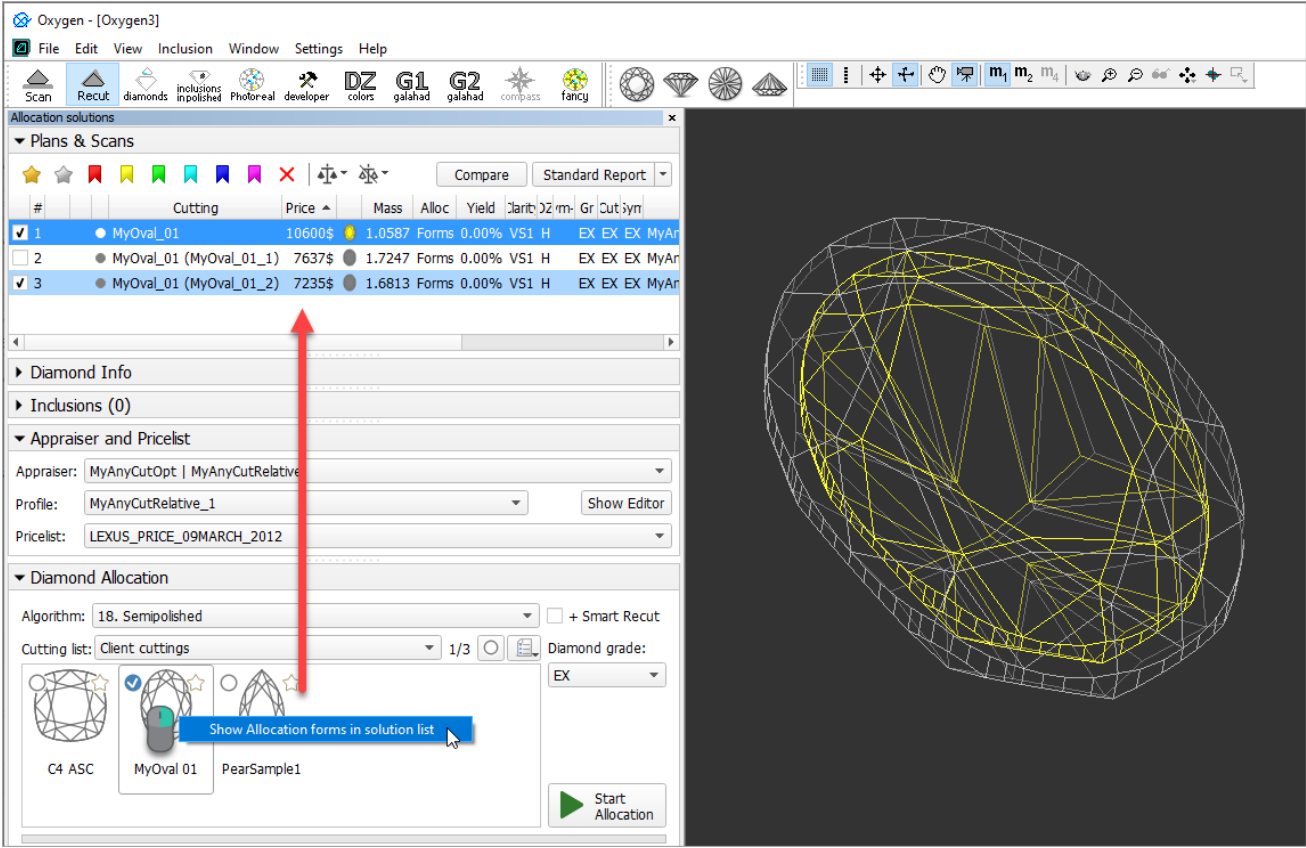 Oxygen - [Oxygen3]
File Edit View Inclusion Window Settings Help
Scan Recut diamonds inclusions inpolished Photoreal DZ colors G1 galahad G2 galahad compass fancy developer m1 m2 m4
Allocation solutions
Plans & Scans
Compare Standard Report
# Cutting Price Mass Alloc Yield Gr Cut
1 MyOval_01 10600$ 1.0587 Forms 0.00% VS1 H EX EX EX MyAr
2 MyOval_01 (MyOval_01_1) 7637$ 1.7247 Forms 0.00% VS1 H EX EX EX MyAr
3 MyOval_01 (MyOval_01_2) 7235$ 1.6813 Forms 0.00% VS1 H EX EX EX MyAr
Diamond Info
Inclusions (0)
Appraiser and Pricelist
Appraiser: MyAnyCutOpt | MyAnyCutRelative
Profile: MyAnyCutRelative_1 Show Editor
Pricelist: LEXUS_PRICE_09MARCH_2012
Diamond Allocation
Algorithm: 18. Semipolished + Smart Recut
Cutting list: Client cuttings 1/3 Diamond grade:
EX
Show Allocation forms in solution list
C4 ASC MyOval 01 PearSample1
Start
Allocation